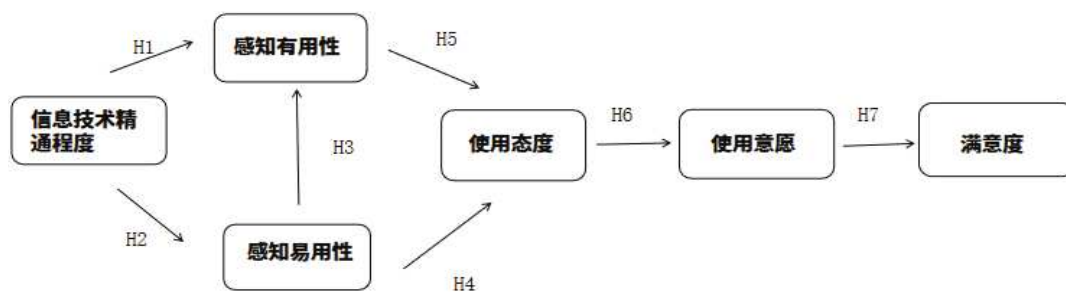 H1
感知有用性
H5
信息技术精
通程度
H3
使用态度
H6
使用意愿
H7
满意度
H2
感知易用性
H4